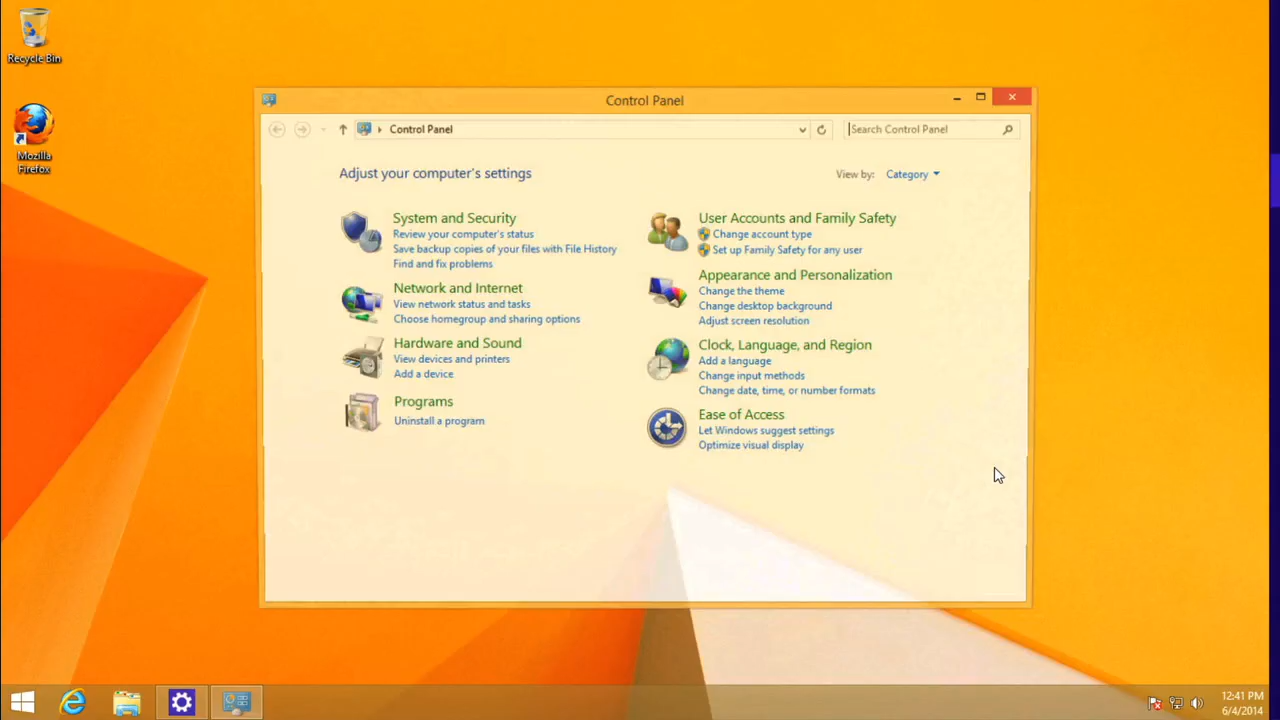 Recycle Bin
Mozilla
Firefox
Control Panel
Control Panel
Search Control Panel
Adjust your computer's settings
View by:
Category
System and Security
Review your computer's status
Save backup copies of your files with File History
Find and fix problems
Network and Internet
View network status and tasks
Choose homegroup and sharing options
Hardware and Sound
View devices and printers
Add a device
Programs
Uninstall a program
User Accounts and Family Safety
Change account type
Set up Family Safety for any user
Appearance and Personalization
Change the theme
Change desktop background
Adjust screen resolution
Clock, Language, and Region
Add a language
Change input methods
Change date, time, or number formats
Ease of Access
Let Windows suggest settings
Optimize visual display
12:41 PM
6/4/2014